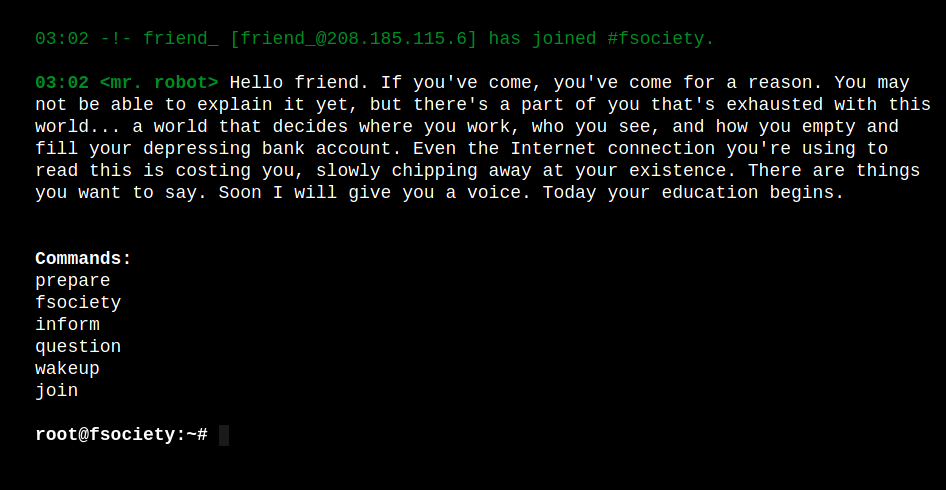 03:02 -!- friend_ [friend_@208.185.115.6] has joined #fsociety.
03:02 <mr. robot> Hello friend. If you've come, you've come for a reason. You may
not be able to explain it yet, but there's a part of you that's exhausted with this
world... a world that decides where you work, who you see, and how you empty and
fill your depressing bank account. Even the Internet connection you're using to
read this is costing you, slowly chipping away at your existence. There are things
you want to say. Soon I will give you a voice. Today your education begins.
Commands:
prepare
fsociety
inform
question
wakeup
join
root@fsociety:~#